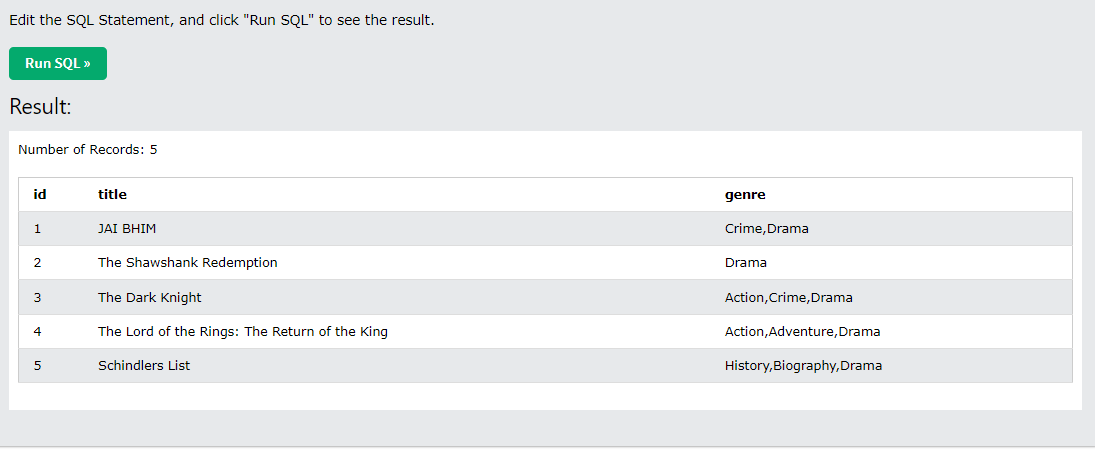 Edit the SQL Statement, and click "Run SQL" to see the result.
Run SQL »
Result:
Number of Records: 5
id title genre
1 JAI BHIM Crime,Drama
2 The Shawshank Redemption Drama
3 The Dark Knight Action,Crime,Drama
4 The Lord of the Rings: The Return of the King Action,Adventure,Drama
5 Schindlers List History,Biography,Drama